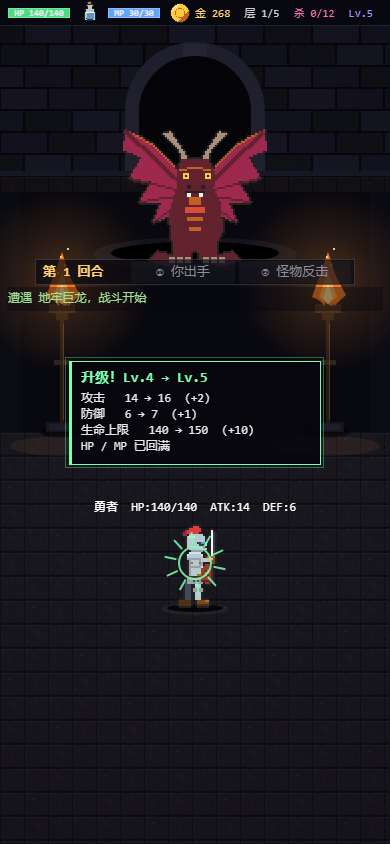 HP 140/140 MP 30/30 金 268 层 1/5 杀 0/12 Lv.5
第 1 回合 ① 你出手 ② 怪物反击
遭遇 地牢巨龙，战斗开始
升级！Lv.4 → Lv.5
攻击 14 → 16 (+2)
防御 6 → 7 (+1)
生命上限 140 → 150 (+10)
HP / MP 已回满
勇者 HP:140/140 ATK:14 DEF:6